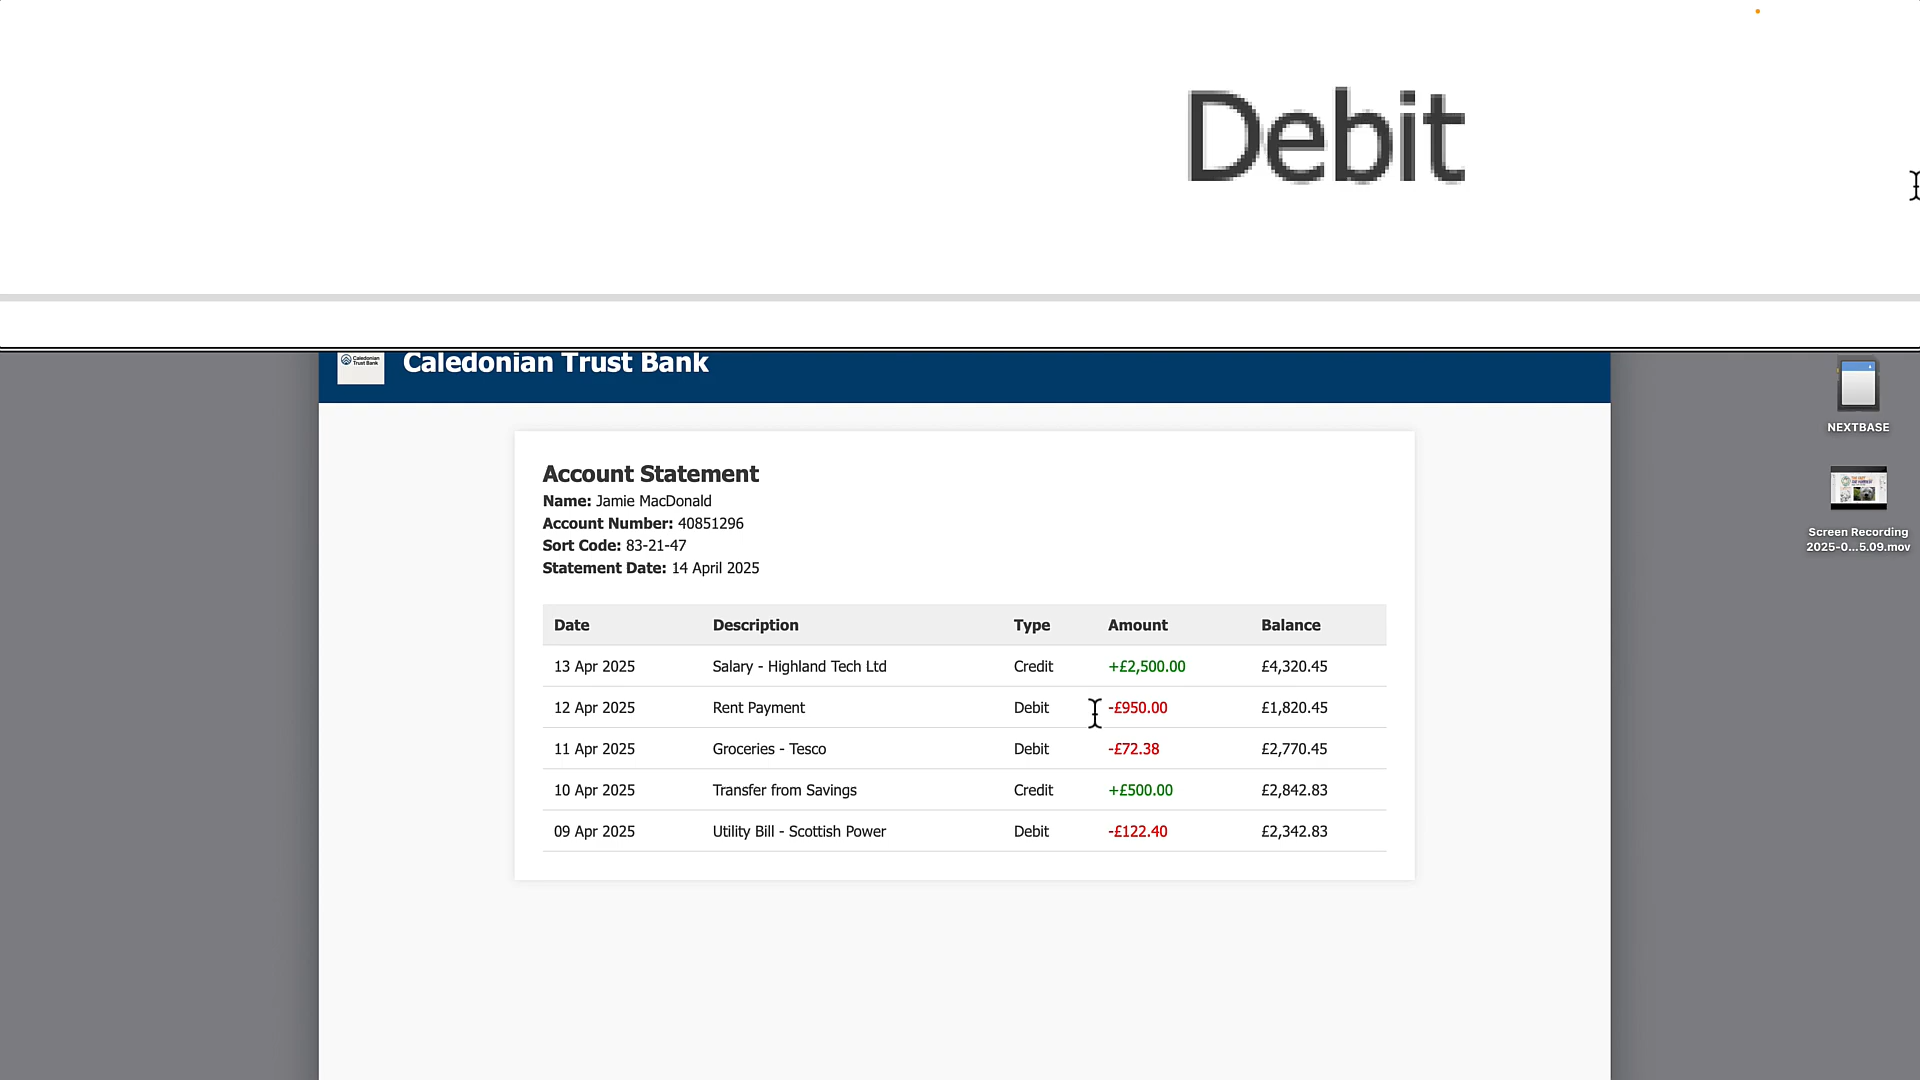 Debit
Caledonian Trust Bank
Caledonian Trust Bank
Account Statement
Name: Jamie MacDonald
Account Number: 40851296
Sort Code: 83-21-47
Statement Date: 14 April 2025
Date Description Type Amount Balance
13 Apr 2025 Salary - Highland Tech Ltd Credit +£2,500.00 £4,320.45
12 Apr 2025 Rent Payment Debit -£950.00 £1,820.45
11 Apr 2025 Groceries - Tesco Debit -£72.38 £2,770.45
10 Apr 2025 Transfer from Savings Credit +£500.00 £2,842.83
09 Apr 2025 Utility Bill - Scottish Power Debit -£122.40 £2,342.83
NEXTBASE
Screen Recording
2025-0...5.09.mov